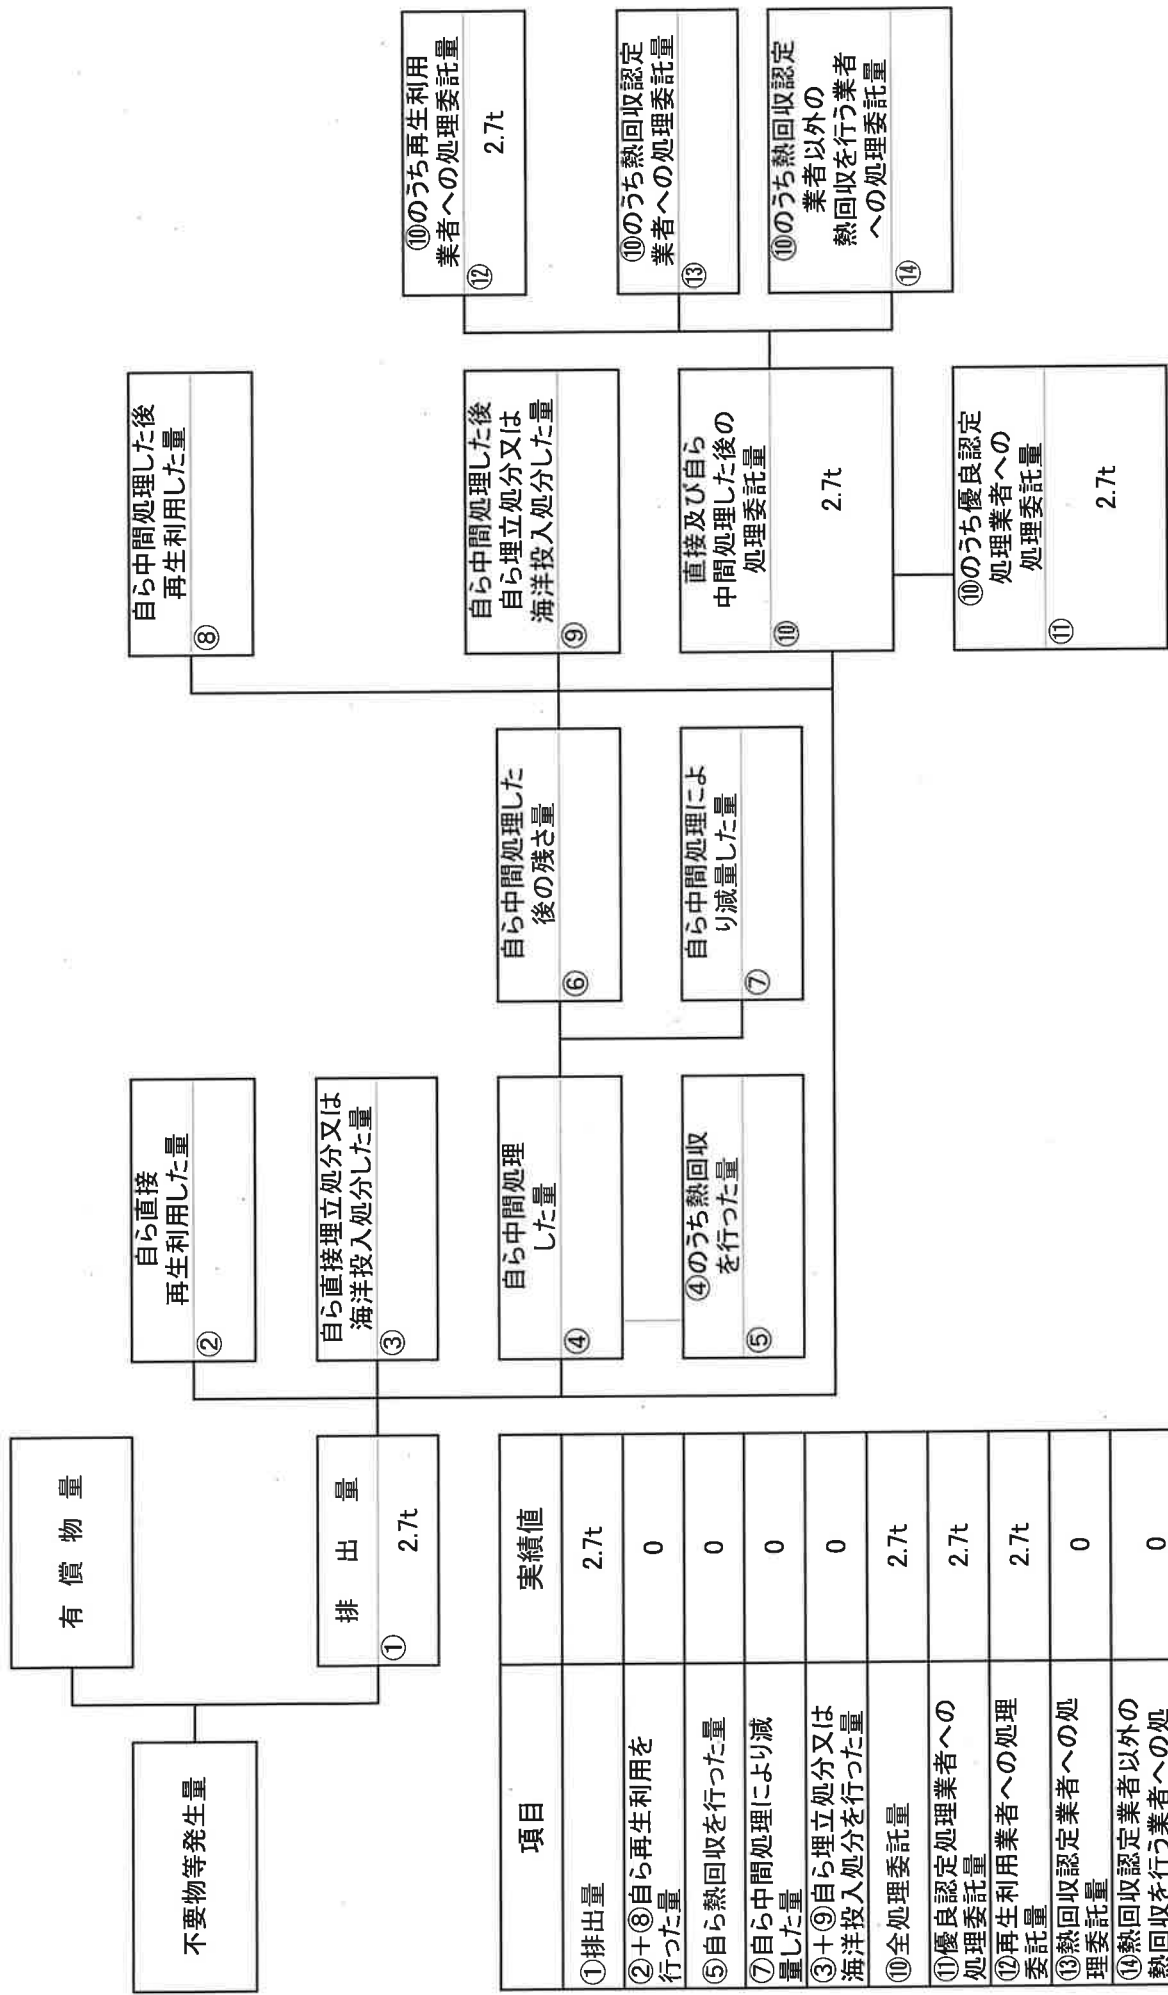 不要物等発生量
有償物量
排出量
①
2.7t
自ら直接
再生利用した量
②
自ら直接埋立処分又は
海洋投入処分した量
③
自ら中間処理
した量
④
④のうち熱回収
を行った量
⑤
自ら中間処理した
後の残さ量
⑥
自ら中間処理によ
り減量した量
⑦
自ら中間処理した後
再生利用した量
⑧
自ら中間処理した後
自ら埋立処分又は
海洋投入処分した量
⑨
直接及び自ら
中間処理した後の
処理委託量
⑩
2.7t
⑩のうち優良認定
処理業者への
処理委託量
⑪
2.7t
⑩のうち再生利用
業者への処理委託量
⑫
2.7t
⑩のうち熱回収認定
業者への処理委託量
⑬
⑩のうち熱回収認定
業者以外の
熱回収を行う業者
への処理委託量
⑭
項目 実績値
①排出量 2.7t
②+⑧自ら再生利用を
行った量 0
⑤自ら熱回収を行った量 0
⑦自ら中間処理により減
量した量 0
③+⑨自ら埋立処分又は
海洋投入処分を行った量 0
⑩全処理委託量 2.7t
⑪優良認定処理業者への
処理委託量 2.7t
⑫再生利用業者への処理
委託量 2.7t
⑬熱回収認定業者への処
理委託量 0
⑭熱回収認定業者以外の
熱回収を行う業者への処 0